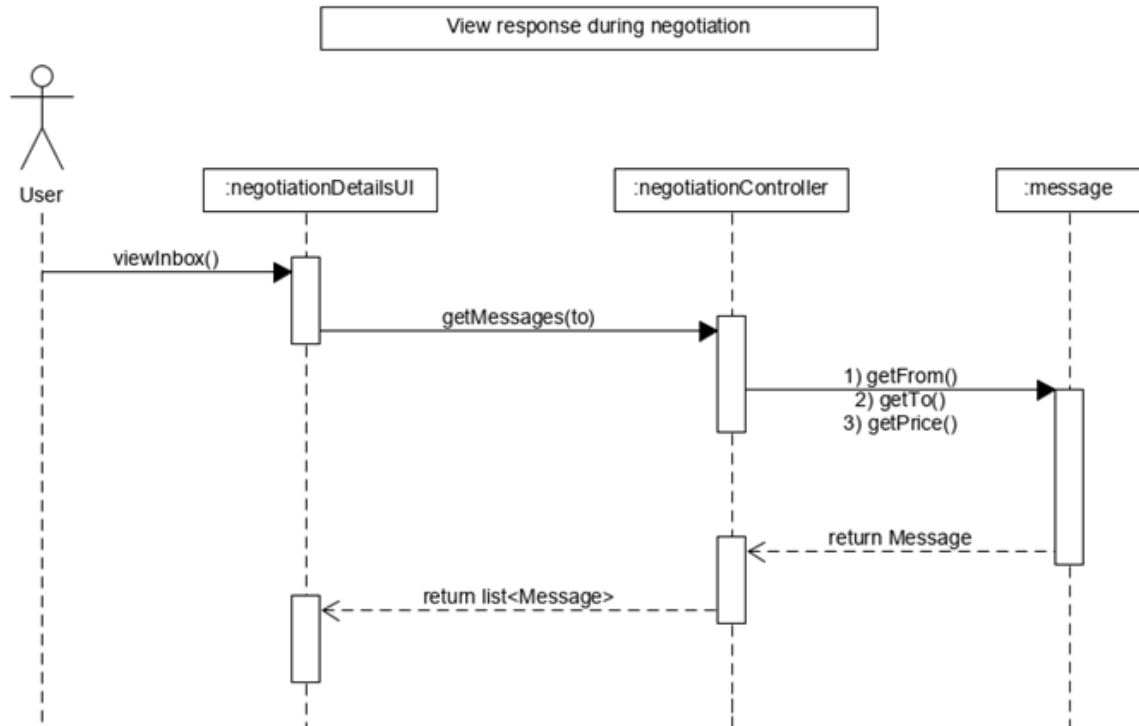 View response during negotiation
User
:negotiationDetailsUI
:negotiationController
:message
viewInbox()
getMessages(to)
1) getFrom()
2) getTo()
3) getPrice()
return Message
return list<Message>